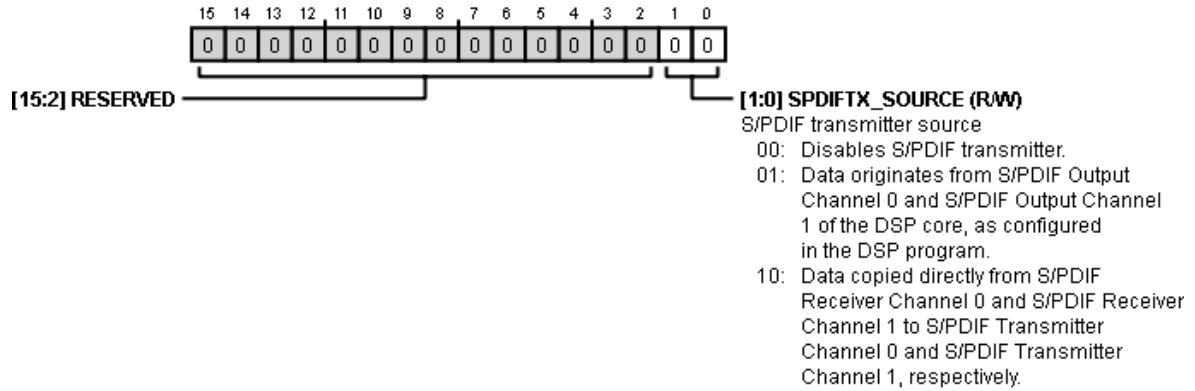 15 14 13 12 11 10 9 8 7 6 5 4 3 2 1 0
0 0 0 0 0 0 0 0 0 0 0 0 0 0 0 0
[15:2] RESERVED
[1:0] SPDIFTX_SOURCE (R/W)
S/PDIF transmitter source
00: Disables S/PDIF transmitter.
01: Data originates from S/PDIF Output
Channel 0 and S/PDIF Output Channel
1 of the DSP core, as configured
in the DSP program.
10: Data copied directly from S/PDIF
Receiver Channel 0 and S/PDIF Receiver
Channel 1 to S/PDIF Transmitter
Channel 0 and S/PDIF Transmitter
Channel 1, respectively.